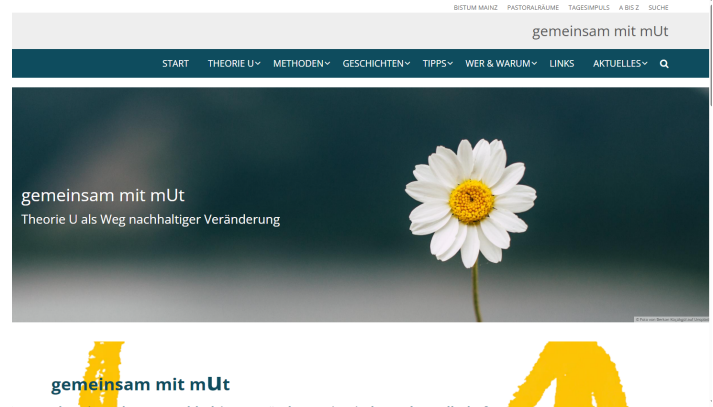 BISTUM MAINZ PASTORALRÄUME TAGESIMPULS A BIS Z SUCHE
gemeinsam mit mUt
START THEORIE U METHODEN GESCHICHTEN TIPPS WER & WARUM LINKS AKTUELLES
gemeinsam mit mUt
Theorie U als Weg nachhaltiger Veränderung
gemeinsam mit mUt